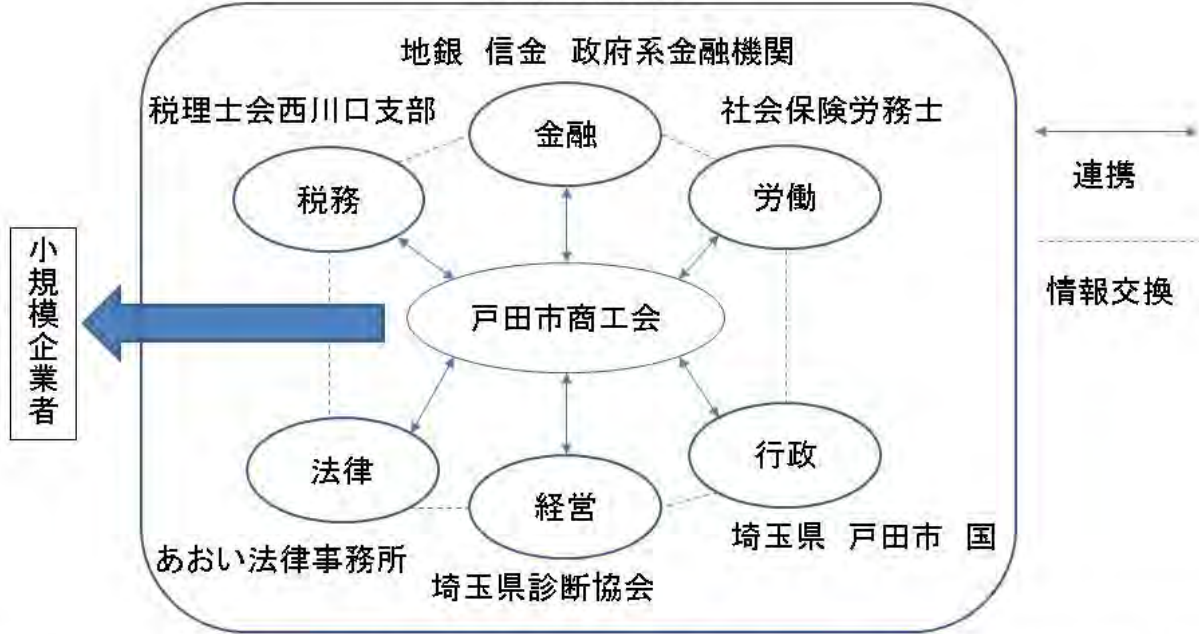 地銀 信金 政府系金融機関
税理士会西川口支部
社会保険労務士
金融
税務
労働
連携
小規模企業者
戸田市商工会
情報交換
法律
経営
行政
あおい法律事務所
埼玉県診断協会
埼玉県 戸田市 国